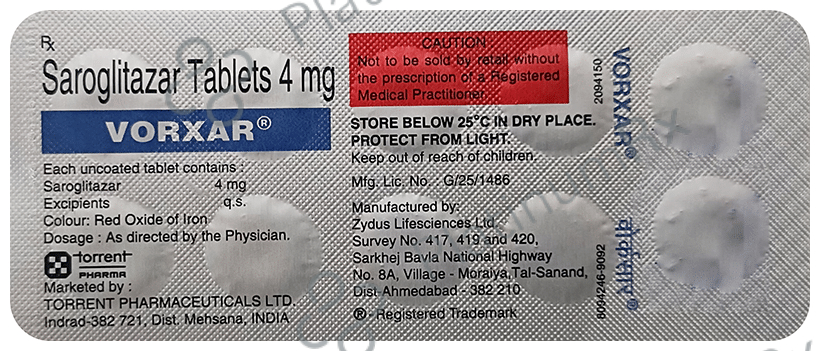 Rx
Saroglitazar Tablets 4 mg
VORXAR®
Each uncoated tablet contains :
Saroglitazar 4 mg
Excipients q.s.
Colour: Red Oxide of Iron
Dosage : As directed by the Physician.
torrent
PHARMA
Marketed by :
TORRENT PHARMACEUTICALS LTD.
Indrad-382 721, Dist. Mehsana, INDIA
CAUTION :
Not to be sold by retail without
the prescription of a Registered
Medical Practitioner.
STORE BELOW 25°C IN DRY PLACE.
PROTECT FROM LIGHT.
Keep out of reach of children.
Mfg. Lic. No. : G/25/1486
Manufactured by:
Zydus Lifesciences Ltd.
Survey No. 417, 419 and 420,
Sarkhej Bavla National Highway
No. 8A, Village - Moraiya,Tal-Sanand,
Dist-Ahmedabad - 382 210
®- Registered Trademark
2094150
8094246-9092
VORXAR®
वॉर्कसार®